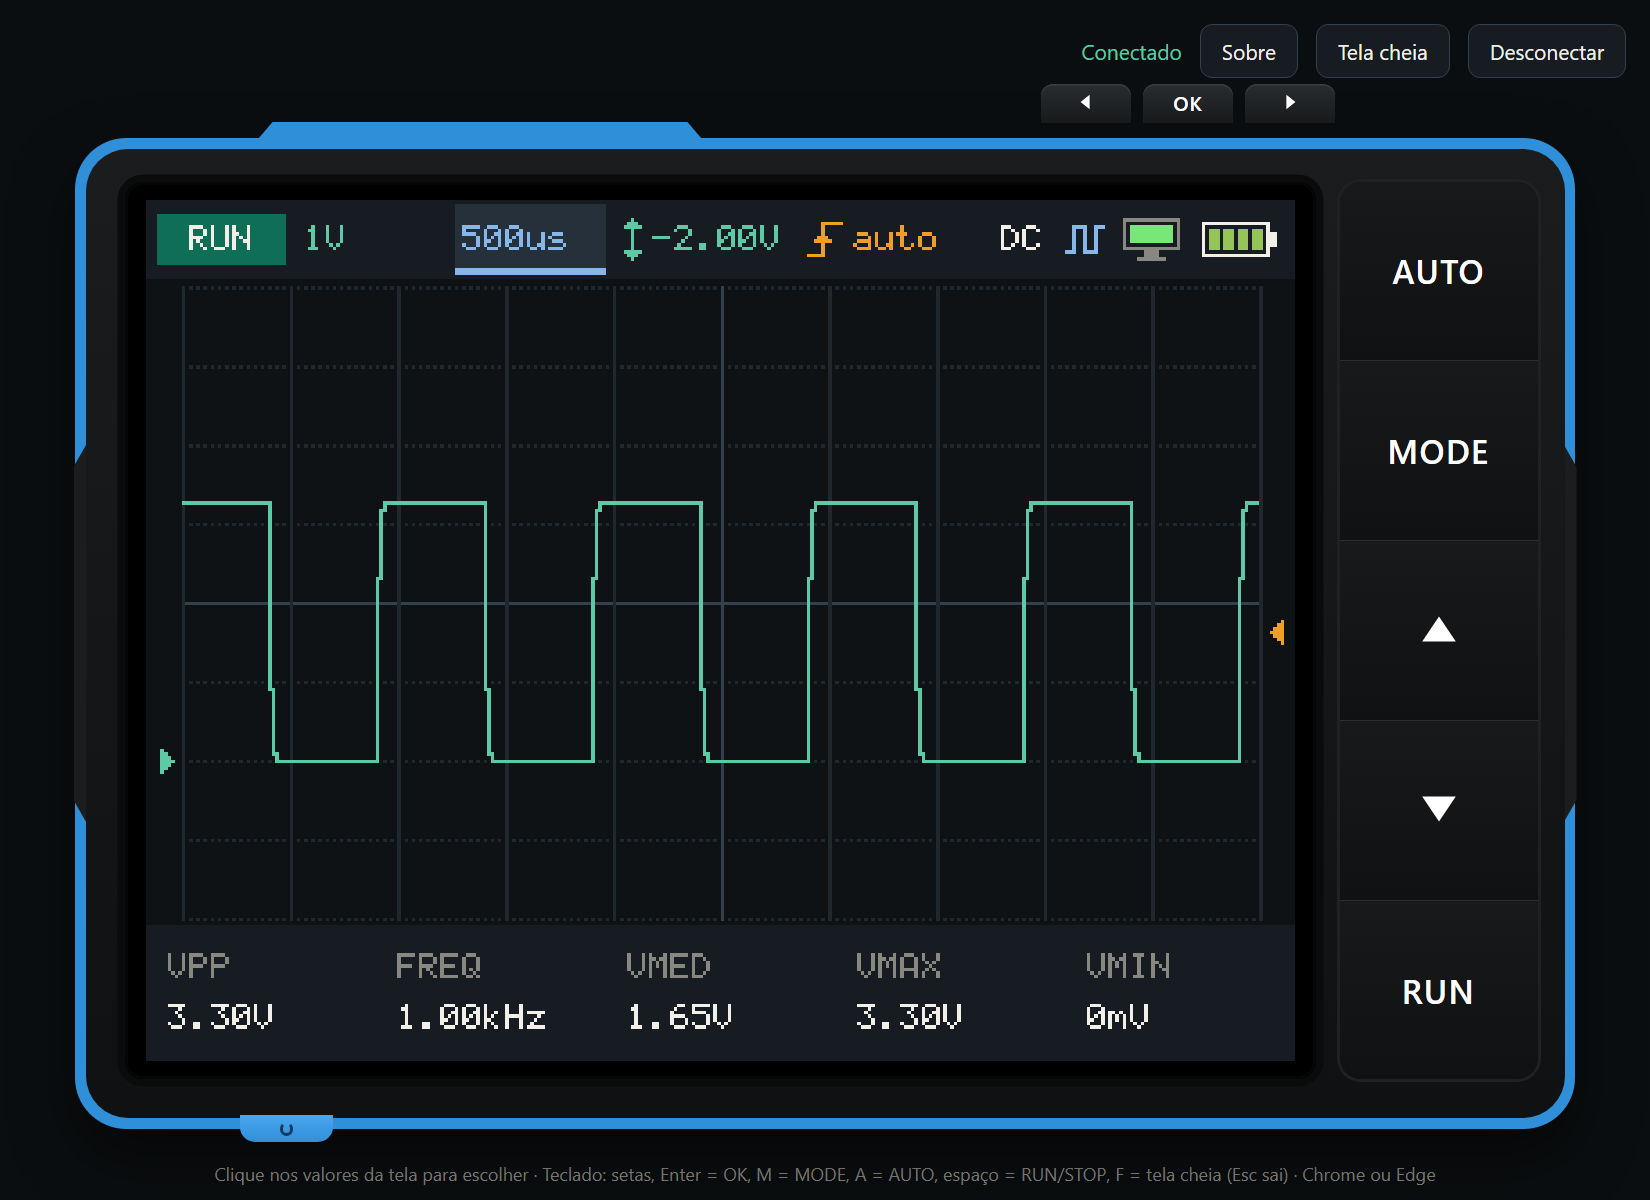 Conectado Sobre Tela cheia Desconectar
OK
RUN 1V 500us -2.00V auto DC
AUTO
MODE
RUN
VPP FREQ VMED VMAX VMIN
3.30V 1.00kHz 1.65V 3.30V 0mV
Clique nos valores da tela para escolher · Teclado: setas, Enter = OK, M = MODE, A = AUTO, espaço = RUN/STOP, F = tela cheia (Esc sai) · Chrome ou Edge